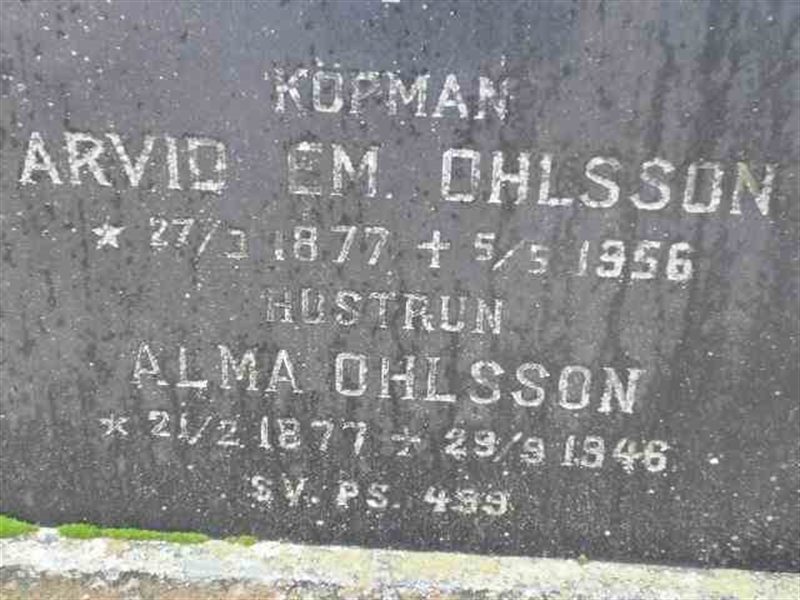 KÖPMAN
ARVID EM. OHLSSON
★ 27/3 1877 + 5/5 1956
HUSTRUN
ALMA OHLSSON
★ 21/2 1877 + 29/9 1946
SV. PS. 499